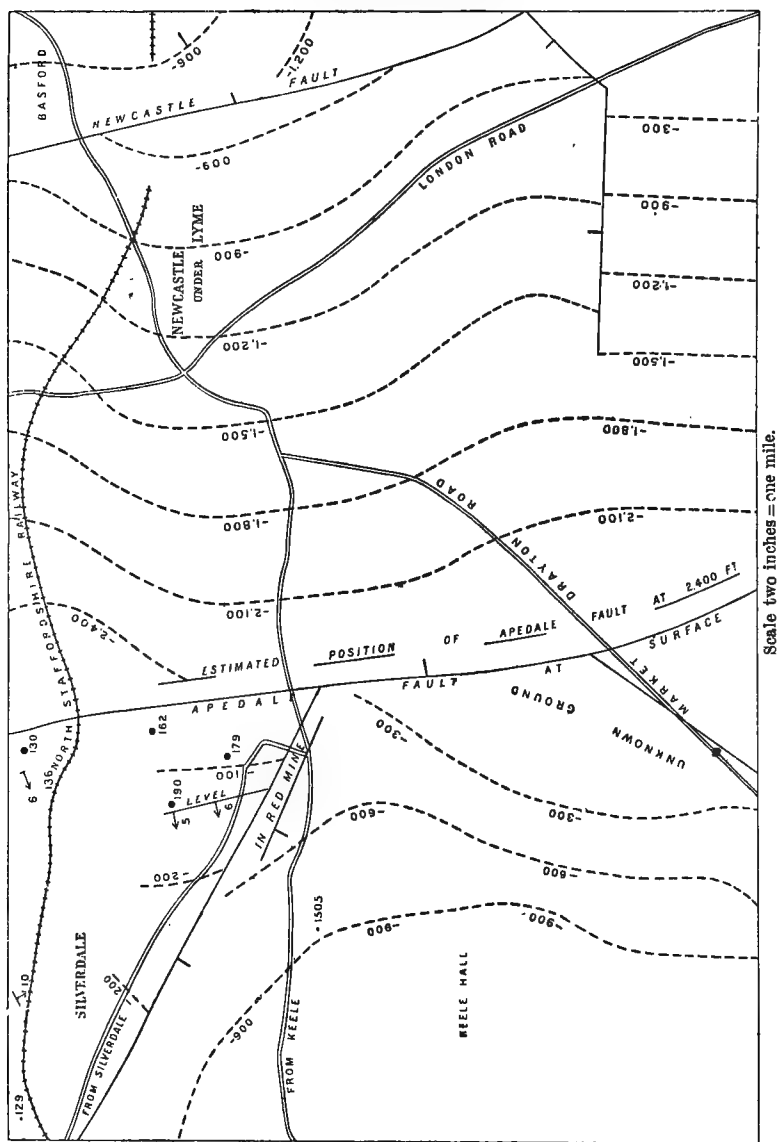 BASFORD
-900
-1.200
NEWCASTLE FAULT
-600
LONDON ROAD
NEWCASTLE
UNDER LYME
-900
-300
-900
-1,200
-1,200
-1,500
-1,500
NORTH STAFFORDSHIRE RAILWAY
-1,800
-1,800
-2,100
-2,100
-2,400
MARKET DRAYTON ROAD
ESTIMATED POSITION OF APEDALE FAULT AT 2,400 FT
APEDALE FAULT AT SURFACE
UNKNOWN GROUND
130
6
136
162
179
190
100
LEVEL
5
6
IN RED MINE
-300
-300
-200
-600
-600
SILVERDALE
10
-200
1505
-900
-900
-900
KEELE HALL
FROM SILVERDALE
FROM KEELE
-129
Scale two inches=one mile.